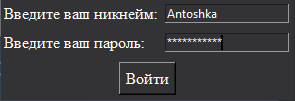 Введите ваш никнейм: Antoshka
Введите ваш пароль: ***********
Войти